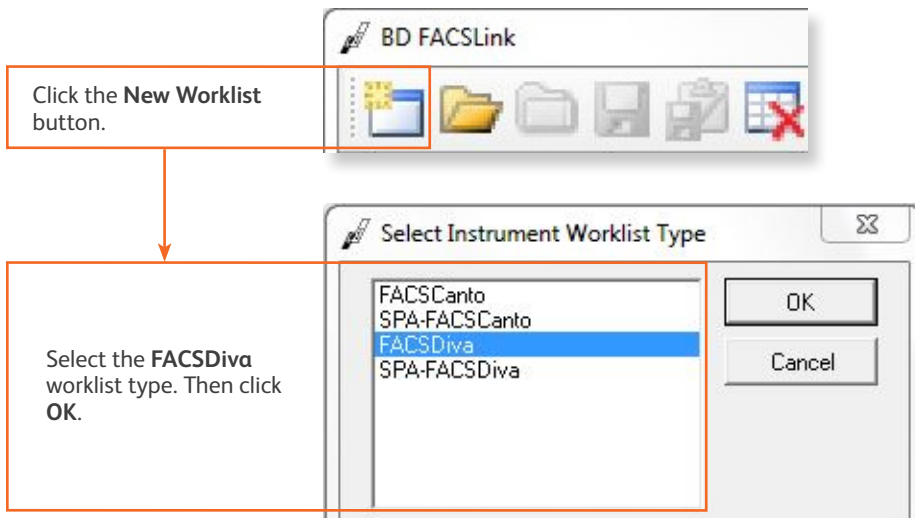 BD FACSLink
Click the New Worklist
button.
Select Instrument Worklist Type
FACSCanto
SPA-FACSCanto
FACSDiva
SPA-FACSDiva
OK
Cancel
Select the FACSDiva
worklist type. Then click
OK.